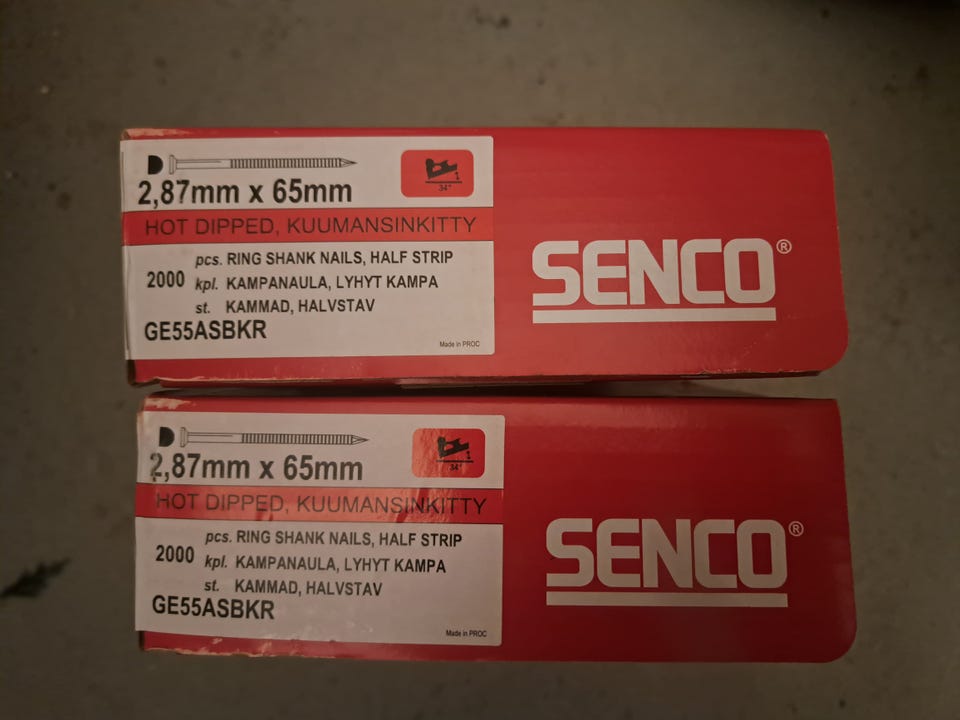 2,87mm x 65mm
34°
HOT DIPPED, KUUMANSINKITTY
pcs. RING SHANK NAILS, HALF STRIP
2000 kpl. KAMPANAULA, LYHYT KAMPA
st. KAMMAD, HALVSTAV
GE55ASBKR
Made in PROC
SENCO®
2,87mm x 65mm
34°
HOT DIPPED, KUUMANSINKITTY
pcs. RING SHANK NAILS, HALF STRIP
2000 kpl. KAMPANAULA, LYHYT KAMPA
st. KAMMAD, HALVSTAV
GE55ASBKR
Made in PROC
SENCO®